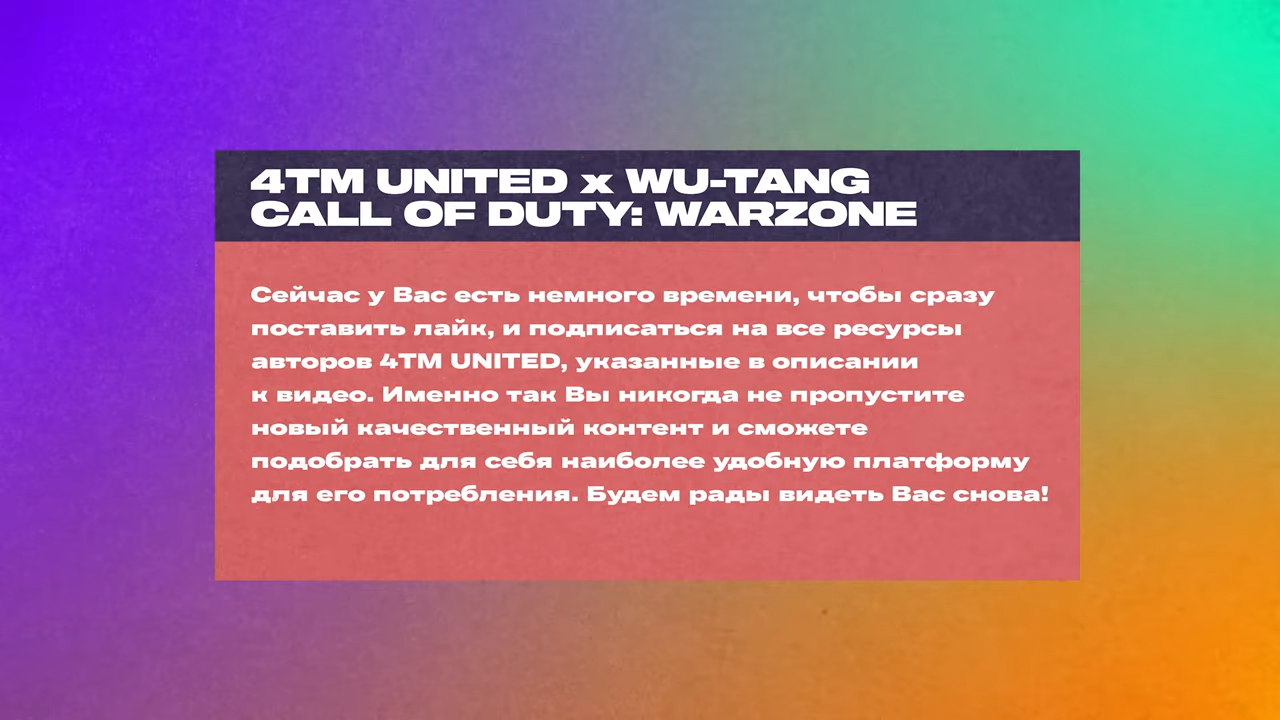 4TM UNITED x WU-TANG
CALL OF DUTY: WARZONE
Сейчас у Вас есть немного времени, чтобы сразу
поставить лайк, и подписаться на все ресурсы
авторов 4TM UNITED, указанные в описании
к видео. Именно так Вы никогда не пропустите
новый качественный контент и сможете
подобрать для себя наиболее удобную платформу
для его потребления. Будем рады видеть Вас снова!